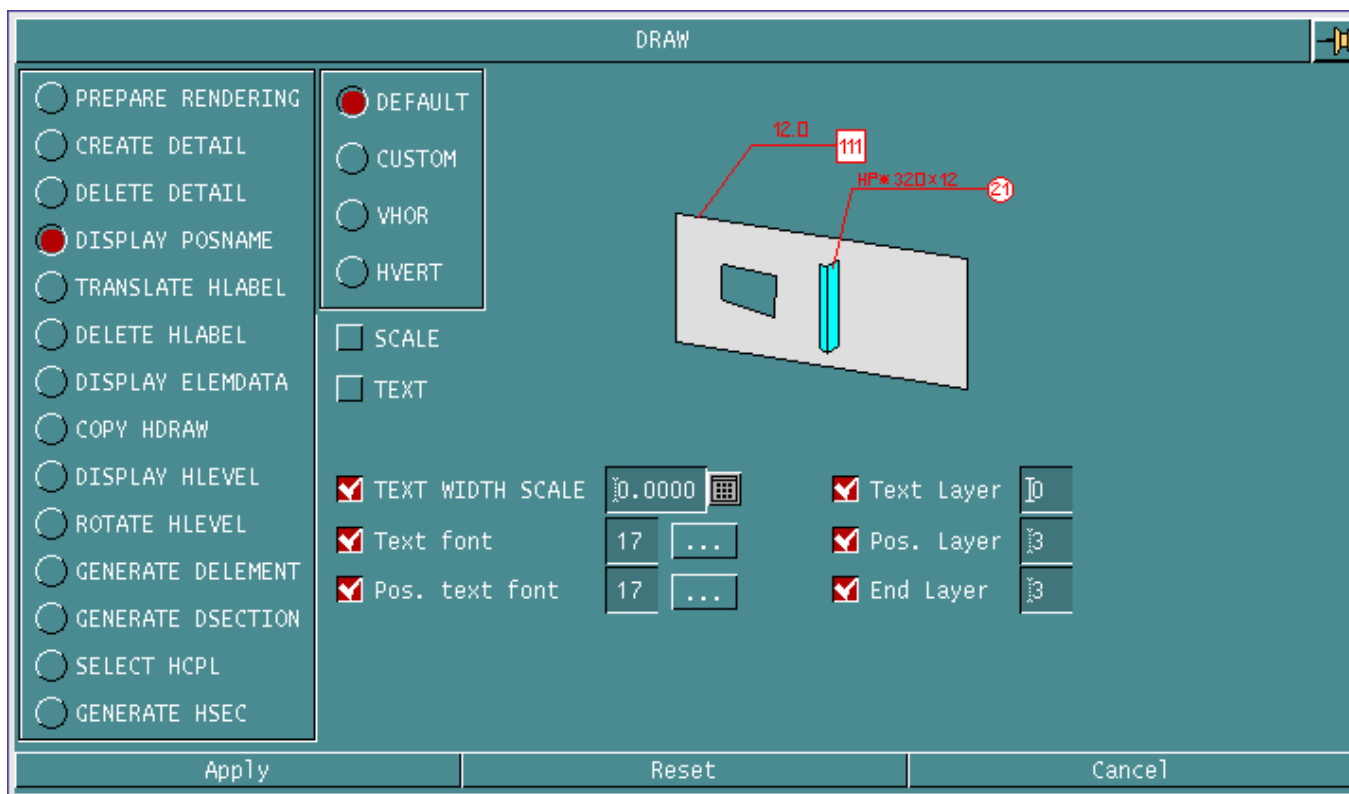 DRAW
PREPARE RENDERING
CREATE DETAIL
DELETE DETAIL
DISPLAY POSNAME
TRANSLATE HLABEL
DELETE HLABEL
DISPLAY ELEMDATA
COPY HDRAW
DISPLAY HLEVEL
ROTATE HLEVEL
GENERATE DELEMENT
GENERATE DSECTION
SELECT HCPL
GENERATE HSEC
DEFAULT
CUSTOM
VHOR
HVERT
SCALE
TEXT
12.0
111
HP*320×12
21
TEXT WIDTH SCALE 0.0000
Text font 17 ...
Pos. text font 17 ...
Text Layer 0
Pos. Layer 3
End Layer 3
Apply Reset Cancel